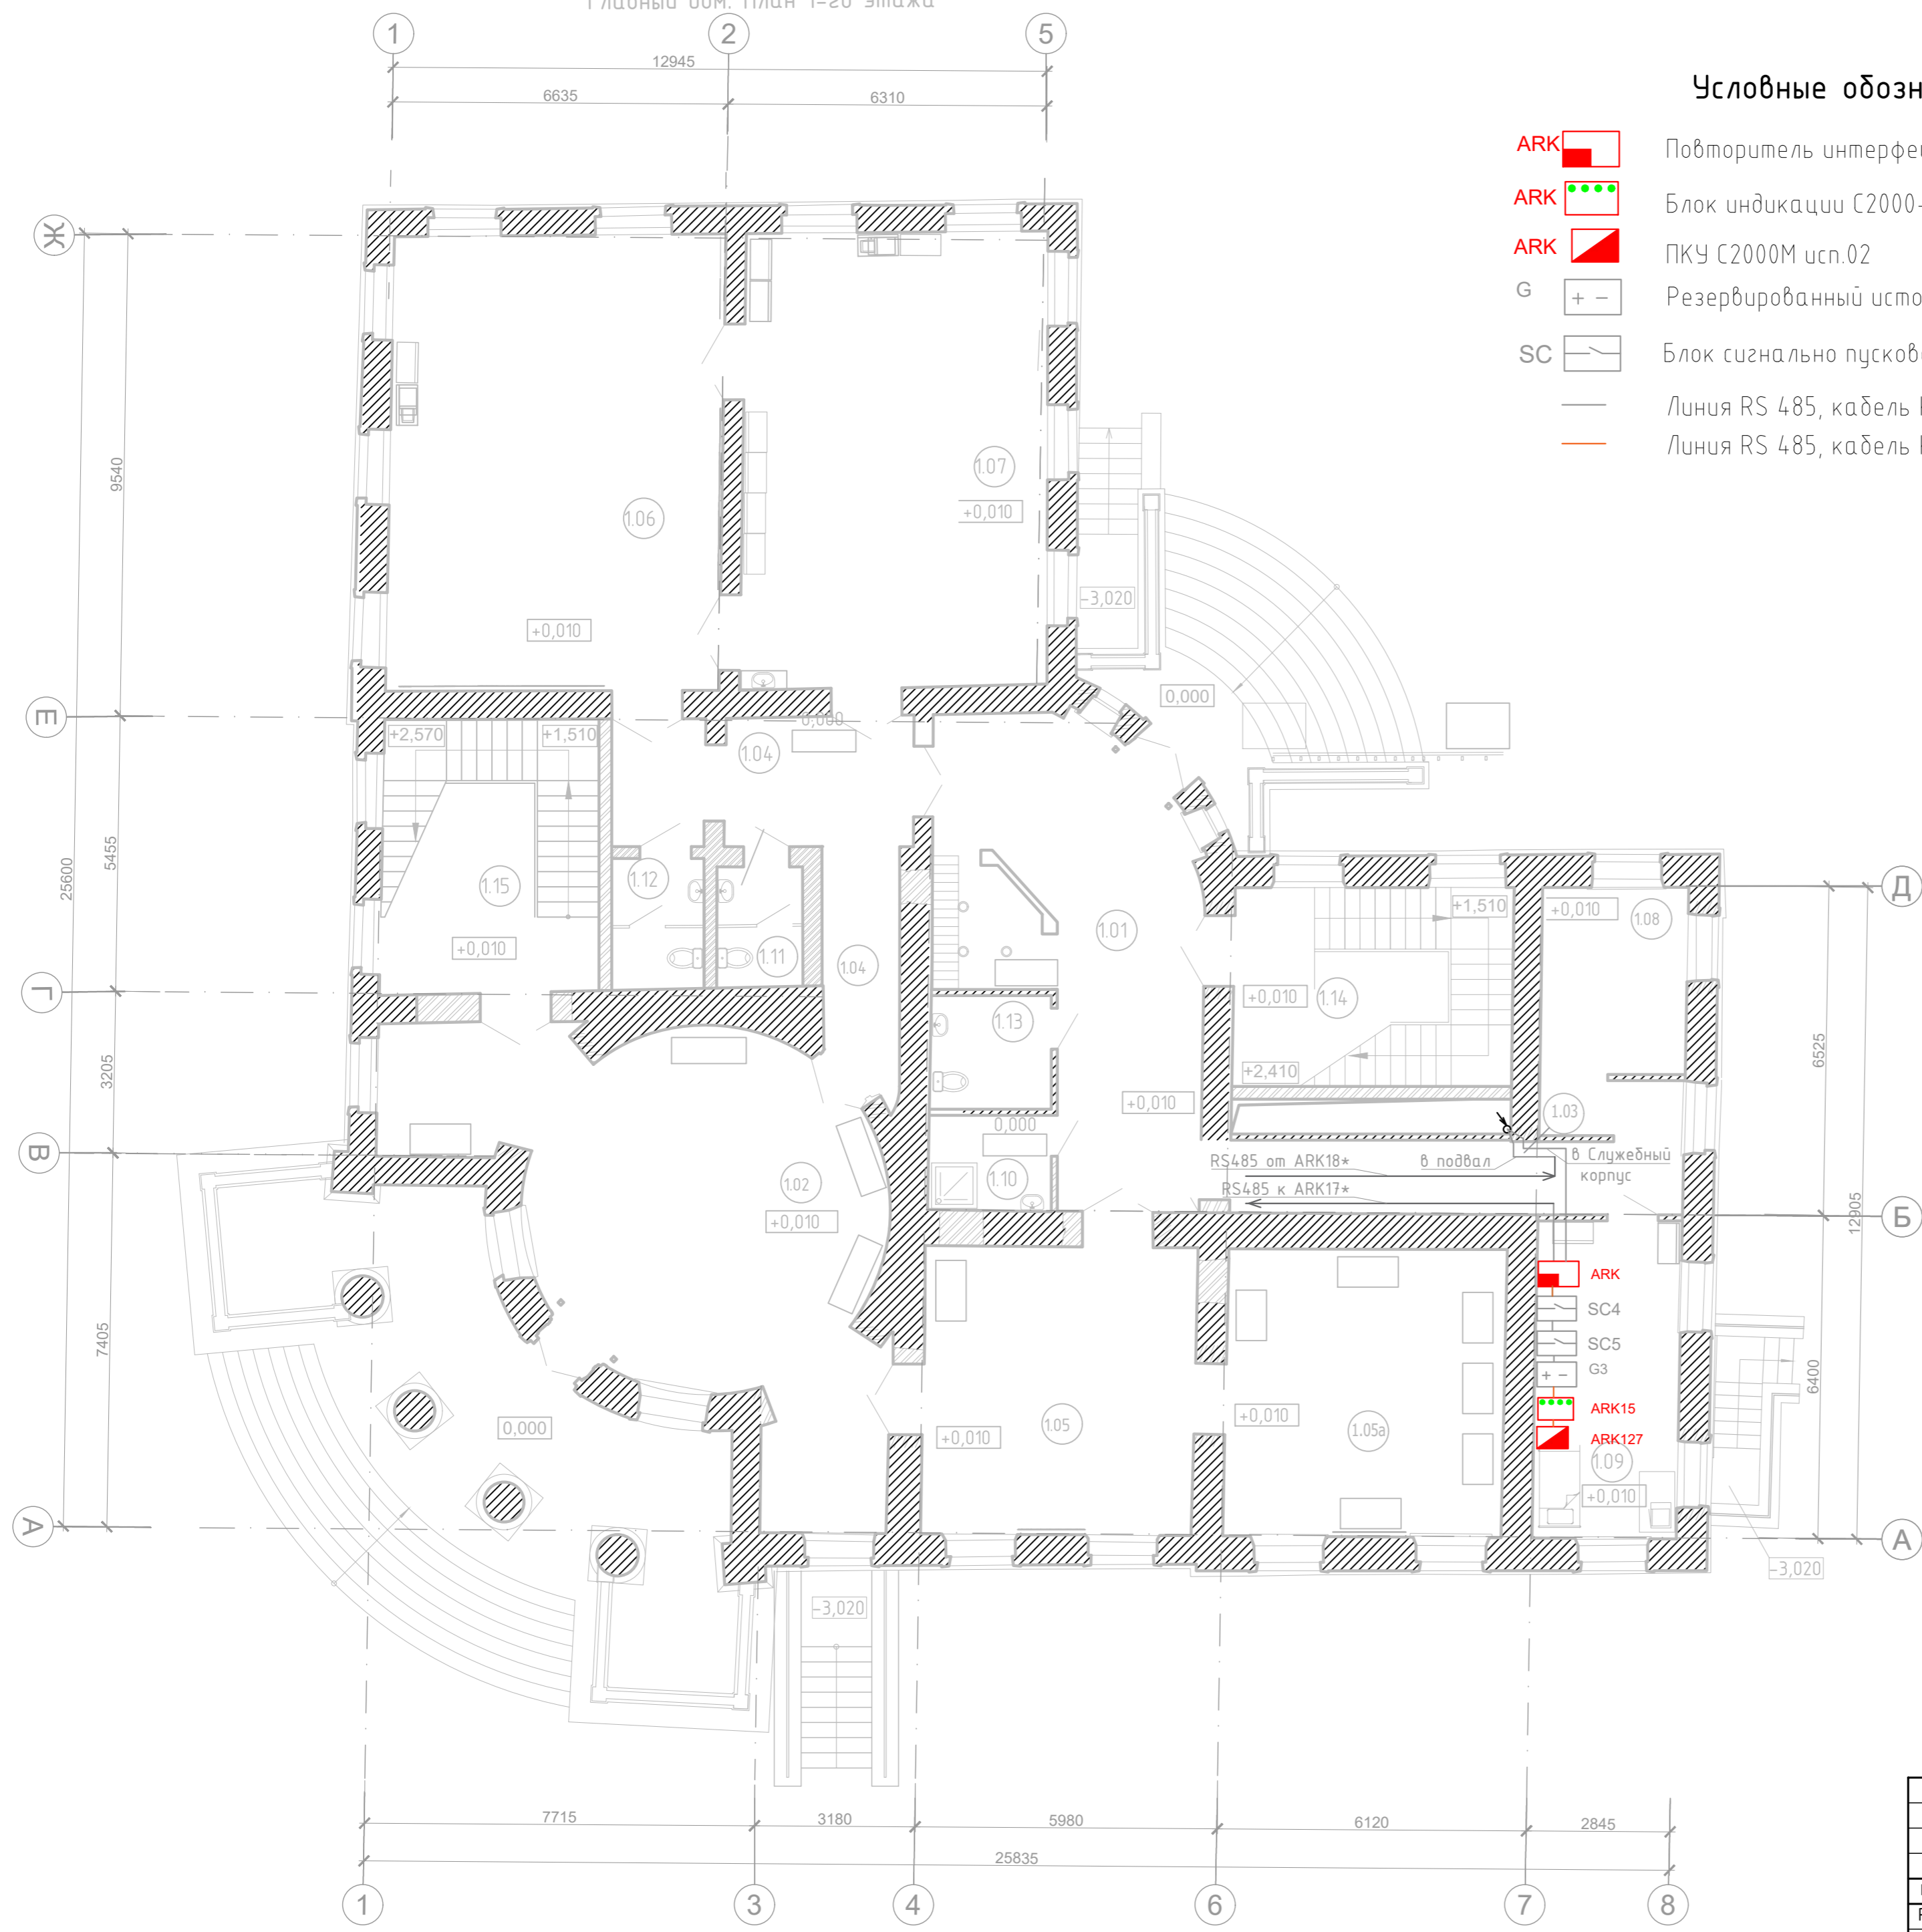 Главный дом. План 1-го этажа
1
2
5
12945
6635
6310
Условные обозн
ARK
Повторитель интерфе
ARK
Блок индикации С2000-
ARK
ПКУ С2000М исп.02
G
+ -
Резервированный исто
SC
Блок сигнально пусков
Линия RS 485, кабель
Линия RS 485, кабель
Ж
9540
1.07
+0,010
1.06
-3,020
+0,010
0,000
Е
+2,570
+1,510
0,000
1.04
5455
25600
1.15
1.12
Д
+1,510
+0,010
1.08
1.01
+0,010
1.11
1.04
Г
+0,010
1.14
1.13
3205
6525
+2,410
+0,010
1.03
0,000
В
RS485 от ARK18*
в подвал
в Служебный
корпус
1.02
1.10
RS485 к ARK17*
12905
+0,010
Б
ARK
SC4
SC5
+ -
G3
7405
6400
ARK15
0,000
+0,010
1.05
+0,010
1.05а
ARK127
1.09
+0,010
А
А
-3,020
-3,020
7715
3180
5980
6120
2845
25835
1
3
4
6
7
8